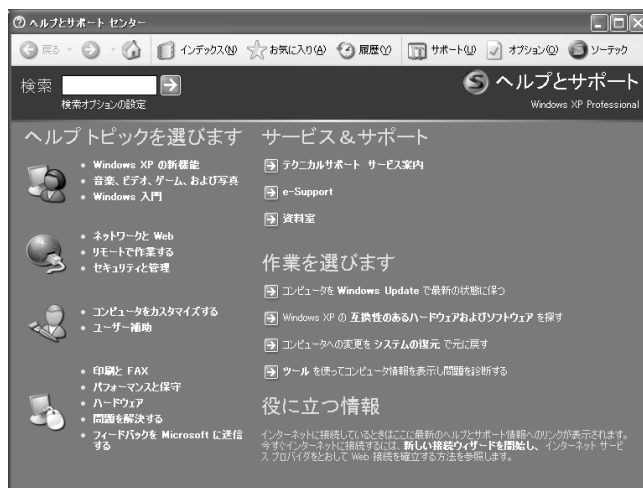 ヘルプとサポート センター
戻る
インデックス(N)
お気に入り(A)
履歴(Y)
サポート(U)
オプション(O)
ソーテック
検索
検索オプションの設定
ヘルプとサポート
Windows XP Professional
ヘルプ トピックを選びます
Windows XP の新機能
音楽、ビデオ、ゲーム、および写真
Windows 入門
ネットワークと Web
リモートで作業する
セキュリティと管理
コンピュータをカスタマイズする
ユーザー補助
印刷と FAX
パフォーマンスと保守
ハードウェア
問題を解決する
フィードバックを Microsoft に送信
する
サービス＆サポート
テクニカルサポート サービス案内
e-Support
資料室
作業を選びます
コンピュータを Windows Update で最新の状態に保つ
Windows XP の 互換性のあるハードウェアおよびソフトウェア を探す
コンピュータへの変更を システムの復元 で元に戻す
ツール を使ってコンピュータ情報を表示し問題を診断する
役に立つ情報
インターネットに接続しているときはここに最新のヘルプとサポート情報へのリンクが表示されます。
今すぐインターネットに接続するには、新しい接続ウィザードを開始し、インターネット サービ
ス プロバイダをとおして Web 接続を確立する方法を参照します。